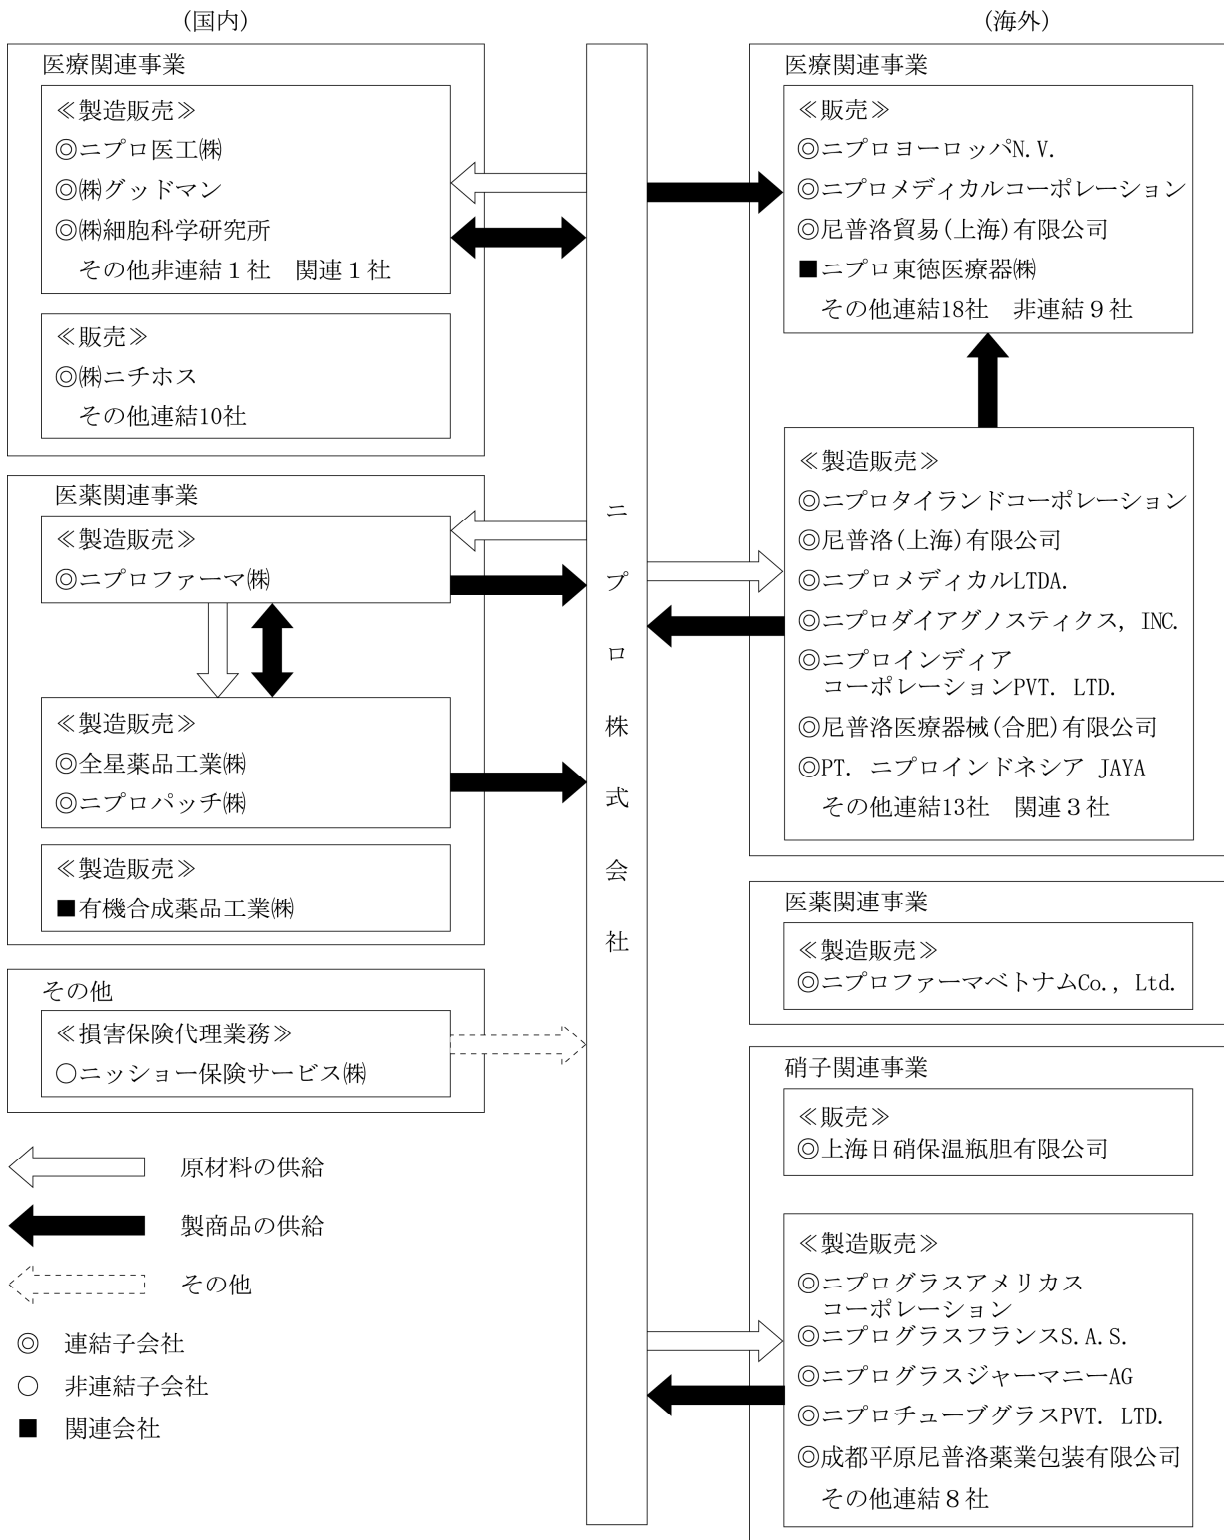 (国内)
医療関連事業
≪製造販売≫
◎ニプロ医工㈱
◎㈱グッドマン
◎㈱細胞科学研究所
その他非連結１社　関連１社
≪販売≫
◎㈱ニチホス
その他連結10社
医薬関連事業
≪製造販売≫
◎ニプロファーマ㈱
≪製造販売≫
◎全星薬品工業㈱
◎ニプロパッチ㈱
≪製造販売≫
■有機合成薬品工業㈱
その他
≪損害保険代理業務≫
○ニッショー保険サービス㈱
原材料の供給
製商品の供給
その他
◎　連結子会社
○　非連結子会社
■　関連会社
ニプロ株式会社
(海外)
医療関連事業
≪販売≫
◎ニプロヨーロッパN.V.
◎ニプロメディカルコーポレーション
◎尼普洛貿易(上海)有限公司
■ニプロ東徳医療器㈱
その他連結18社　非連結９社
≪製造販売≫
◎ニプロタイランドコーポレーション
◎尼普洛(上海)有限公司
◎ニプロメディカルLTDA.
◎ニプロダイアグノスティクス, INC.
◎ニプロインディア
コーポレーションPVT. LTD.
◎尼普洛医療器械(合肥)有限公司
◎PT. ニプロインドネシア JAYA
その他連結13社　関連３社
医薬関連事業
≪製造販売≫
◎ニプロファーマベトナムCo., Ltd.
硝子関連事業
≪販売≫
◎上海日硝保温瓶胆有限公司
≪製造販売≫
◎ニプログラスアメリカス
コーポレーション
◎ニプログラスフランスS.A.S.
◎ニプログラスジャーマニーAG
◎ニプロチューブグラスPVT. LTD.
◎成都平原尼普洛薬業包装有限公司
その他連結８社